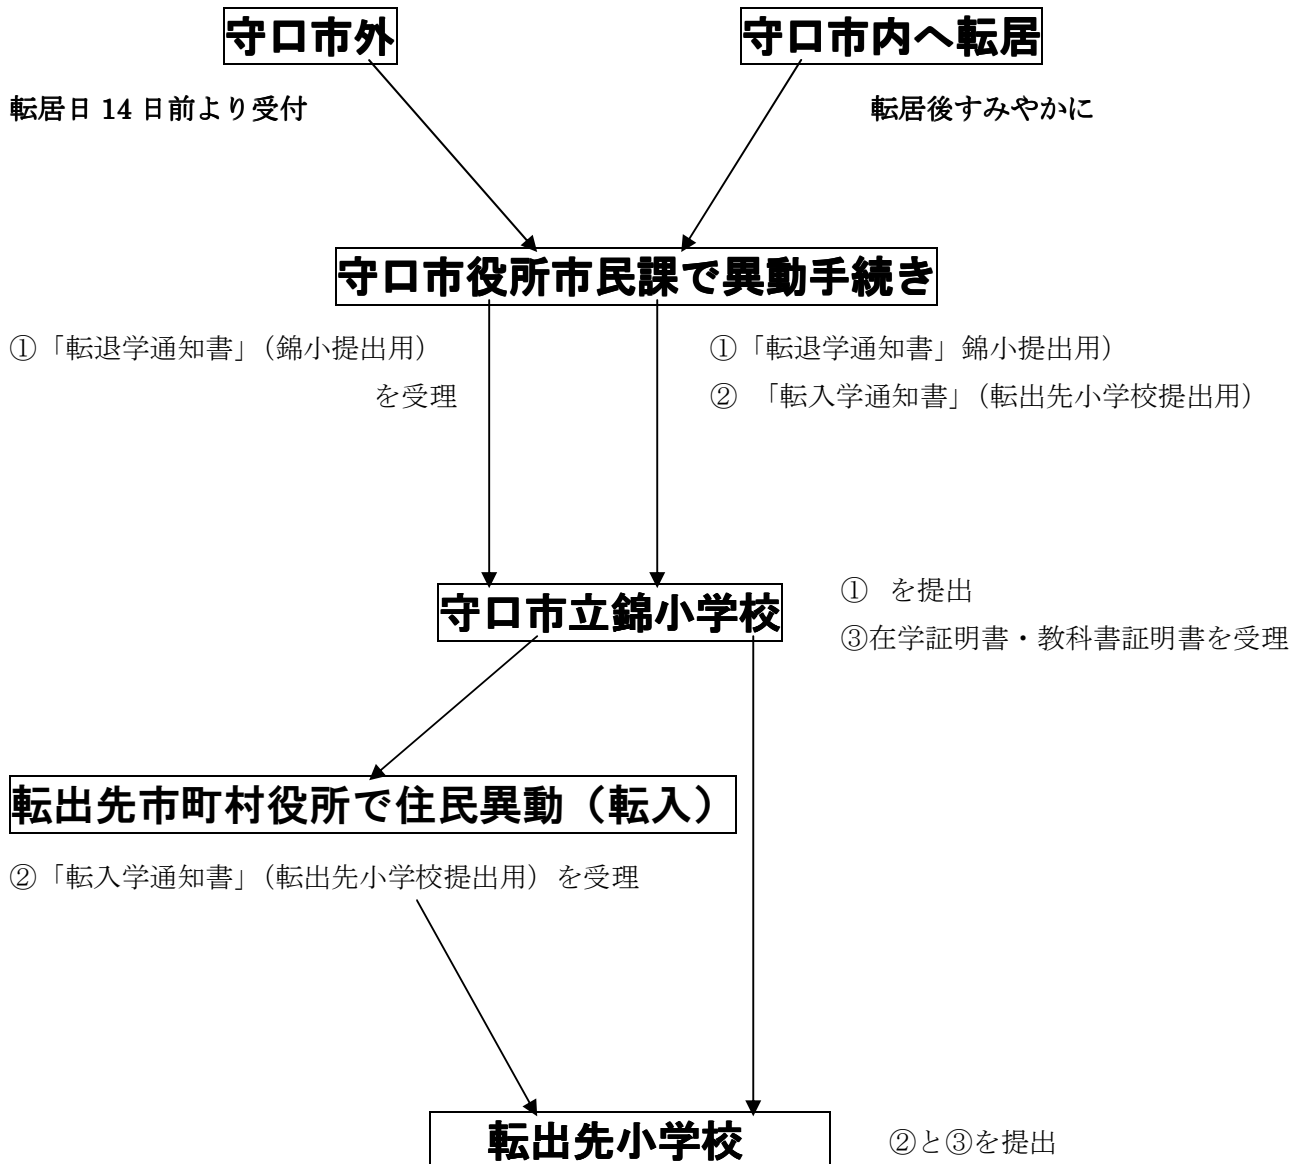 守口市外
守口市内へ転居
転居日 14 日前より受付
転居後すみやかに
守口市役所市民課で異動手続き
①「転退学通知書」（錦小提出用）
を受理
①「転退学通知書」錦小提出用）
② 「転入学通知書」（転出先小学校提出用）
守口市立錦小学校
① を提出
③在学証明書・教科書証明書を受理
転出先市町村役所で住民異動（転入）
②「転入学通知書」（転出先小学校提出用）を受理
転出先小学校
②と③を提出